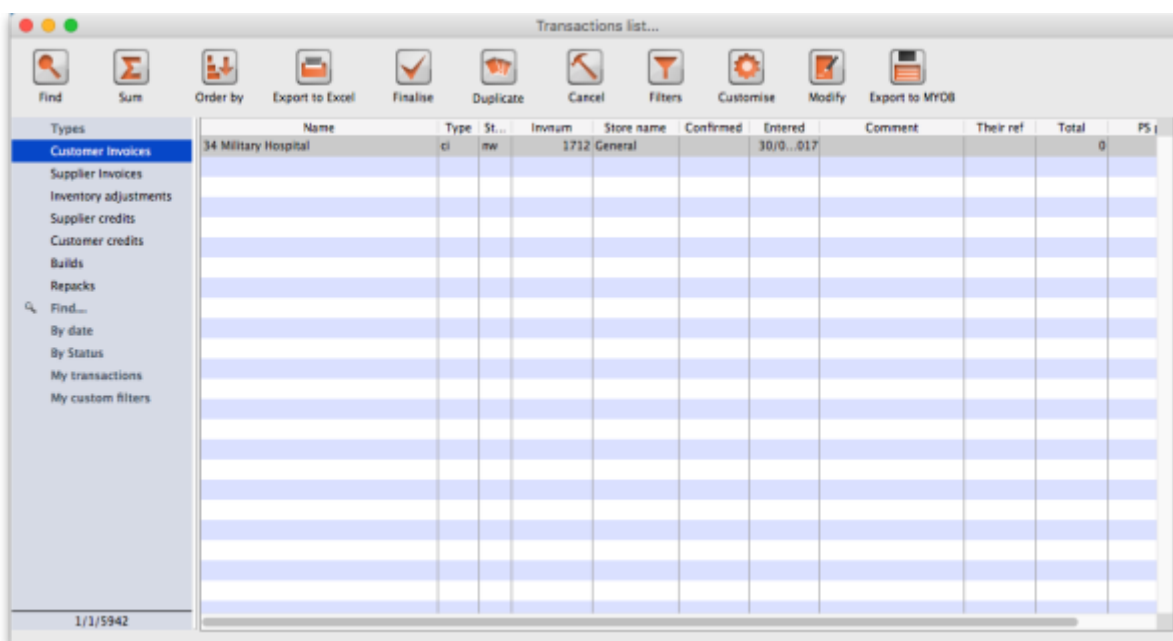 Transactions list...
Find Sum Order by Export to Excel Finalise Duplicate Cancel Filters Customise Modify Export to MYOB
Types Name Type St... Invnum Store name Confirmed Entered Comment Their ref Total PS
Customer Invoices 34 Military Hospital ci nw 1712 General 30/0...017 0
Supplier Invoices
Inventory adjustments
Supplier credits
Customer credits
Builds
Repacks
Find...
By date
By Status
My transactions
My custom filters
1/1/5942